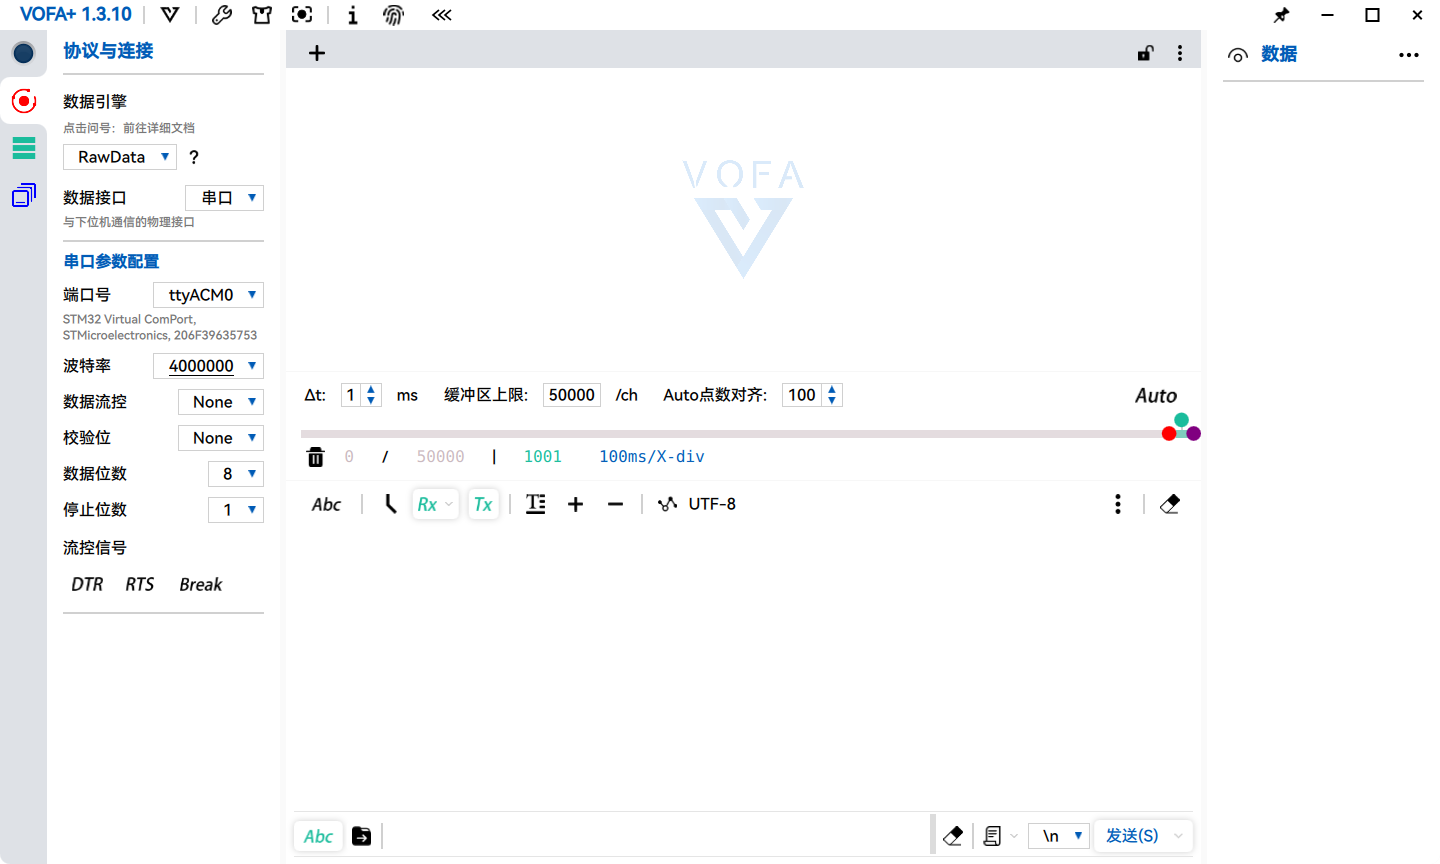 VOFA+ 1.3.10
协议与连接
数据引擎
点击问号：前往详细文档
RawData ?
数据接口 串口
与下位机通信的物理接口
串口参数配置
端口号 ttyACM0
STM32 Virtual ComPort,
STMicroelectronics, 206F39635753
波特率 4000000
数据流控 None
校验位 None
数据位数 8
停止位数 1
流控信号
DTR RTS Break
VOFA
Δt: 1 ms 缓冲区上限: 50000 /ch Auto点数对齐: 100 Auto
0 / 50000 | 1001 100ms/X-div
Abc Rx Tx UTF-8
Abc \n 发送(S)
数据